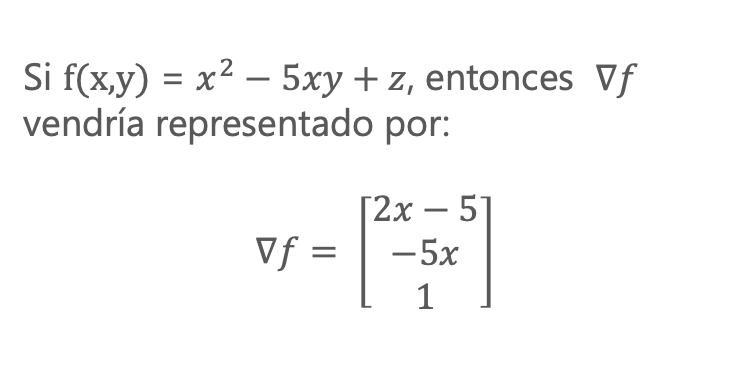 Si f(x,y) = x² − 5xy + z, entonces ∇f
vendría representado por:
2x − 5
∇f = −5x
1